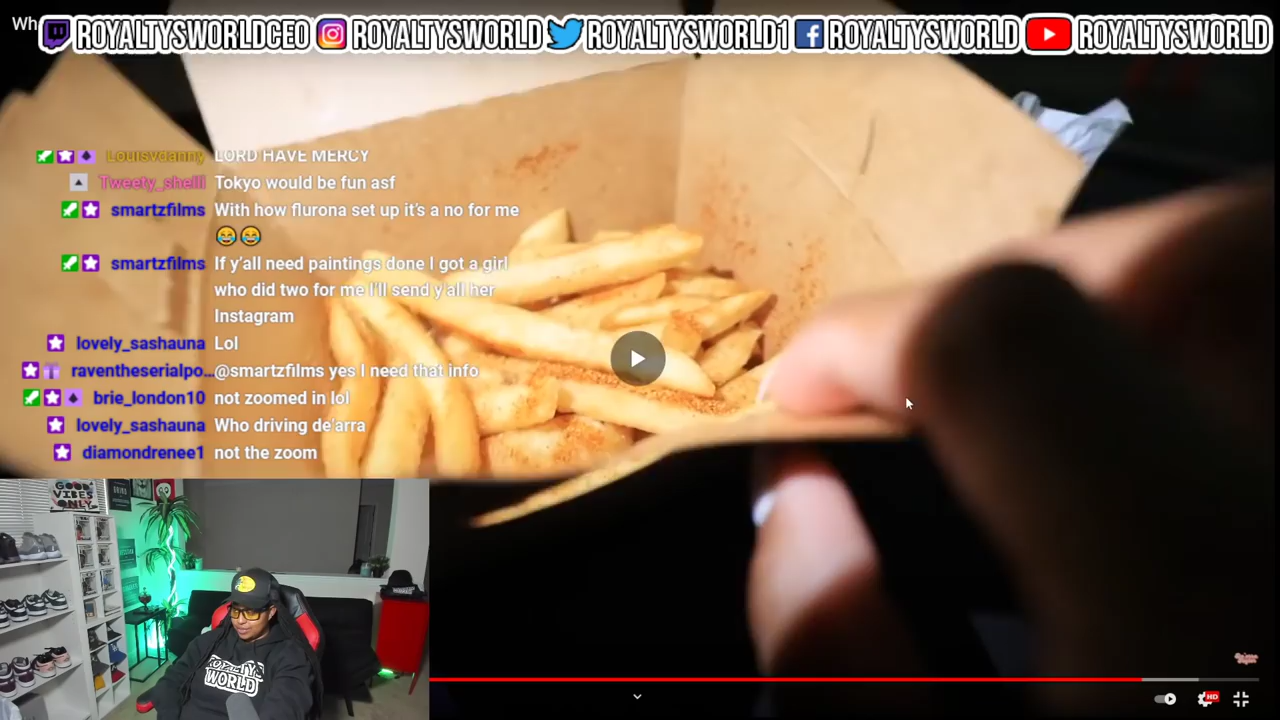 Wh
ROYALTYSWORLDCEO ROYALTYSWORLD ROYALTYSWORLD1 ROYALTYSWORLD ROYALTYSWORLD
Louisvdanny LORD HAVE MERCY
Tweety_shelll Tokyo would be fun asf
smartzfilms With how flurona set up it's a no for me
😂😂
smartzfilms If y'all need paintings done I got a girl
who did two for me I'll send y'all her
Instagram
lovely_sashauna Lol
raventheserialpo... @smartzfilms yes I need that info
brie_london10 not zoomed in lol
lovely_sashauna Who driving de'arra
diamondrenee1 not the zoom
GOOD
VIBES
ONLY
ROYALTY'S
WORLD
HD